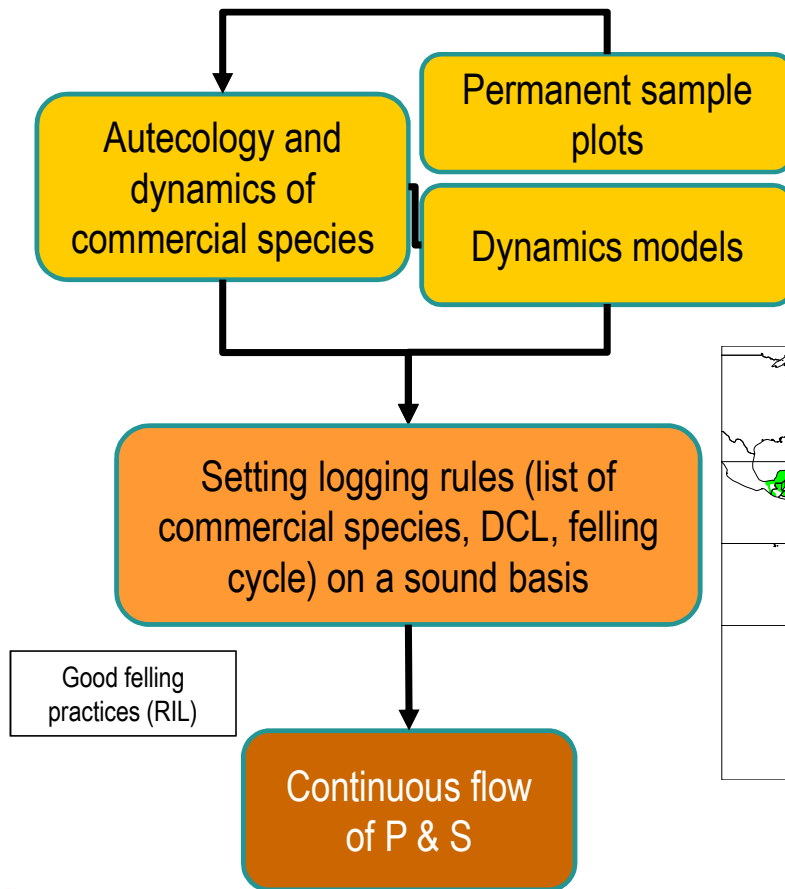 Permanent sample
plots
Autecology and
dynamics of
commercial species
Dynamics models
Setting logging rules (list of
commercial species, DCL, felling
cycle) on a sound basis
Good felling
practices (RIL)
Continuous flow
of P & S